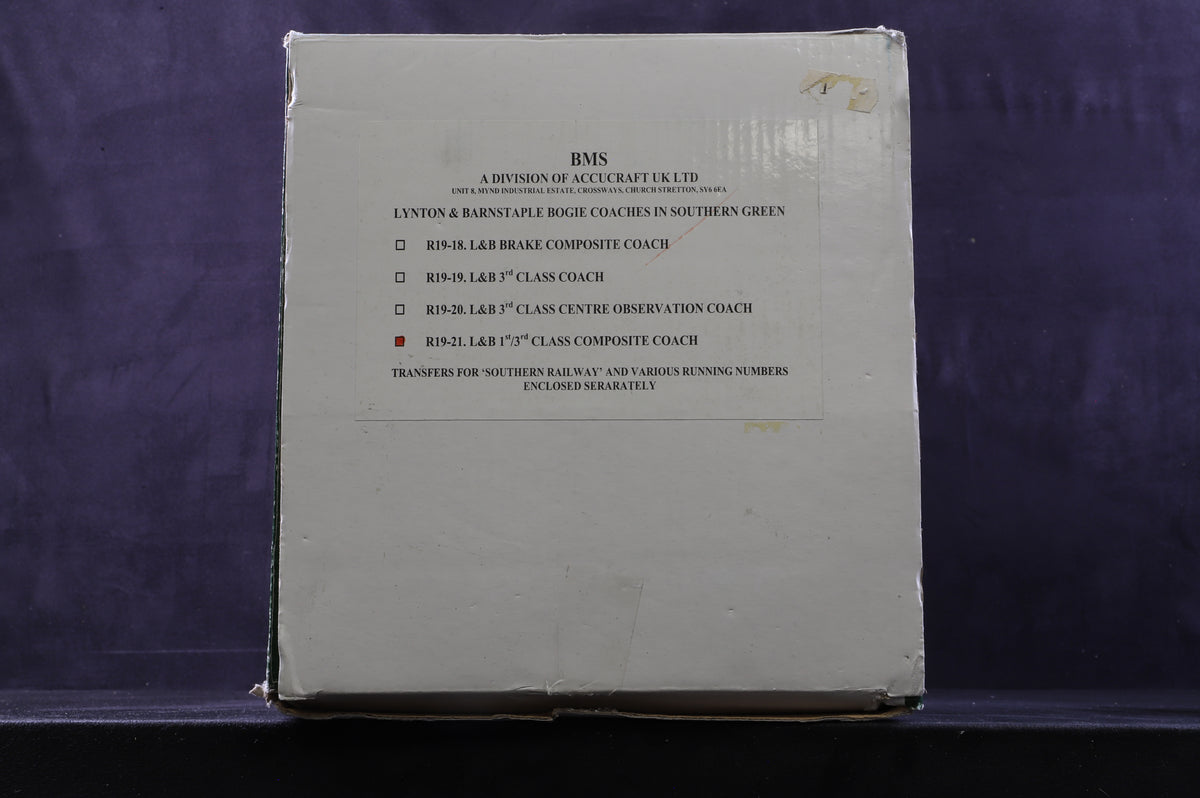 BMS
A DIVISION OF ACCUCRAFT UK LTD
UNIT 8, MYND INDUSTRIAL ESTATE, CROSSWAYS, CHURCH STRETTON, SY6 6EA
LYNTON & BARNSTAPLE BOGIE COACHES IN SOUTHERN GREEN
R19-18. L&B BRAKE COMPOSITE COACH
R19-19. L&B 3rd CLASS COACH
R19-20. L&B 3rd CLASS CENTRE OBSERVATION COACH
R19-21. L&B 1st/3rd CLASS COMPOSITE COACH
TRANSFERS FOR ‘SOUTHERN RAILWAY’ AND VARIOUS RUNNING NUMBERS
ENCLOSED SERARATELY